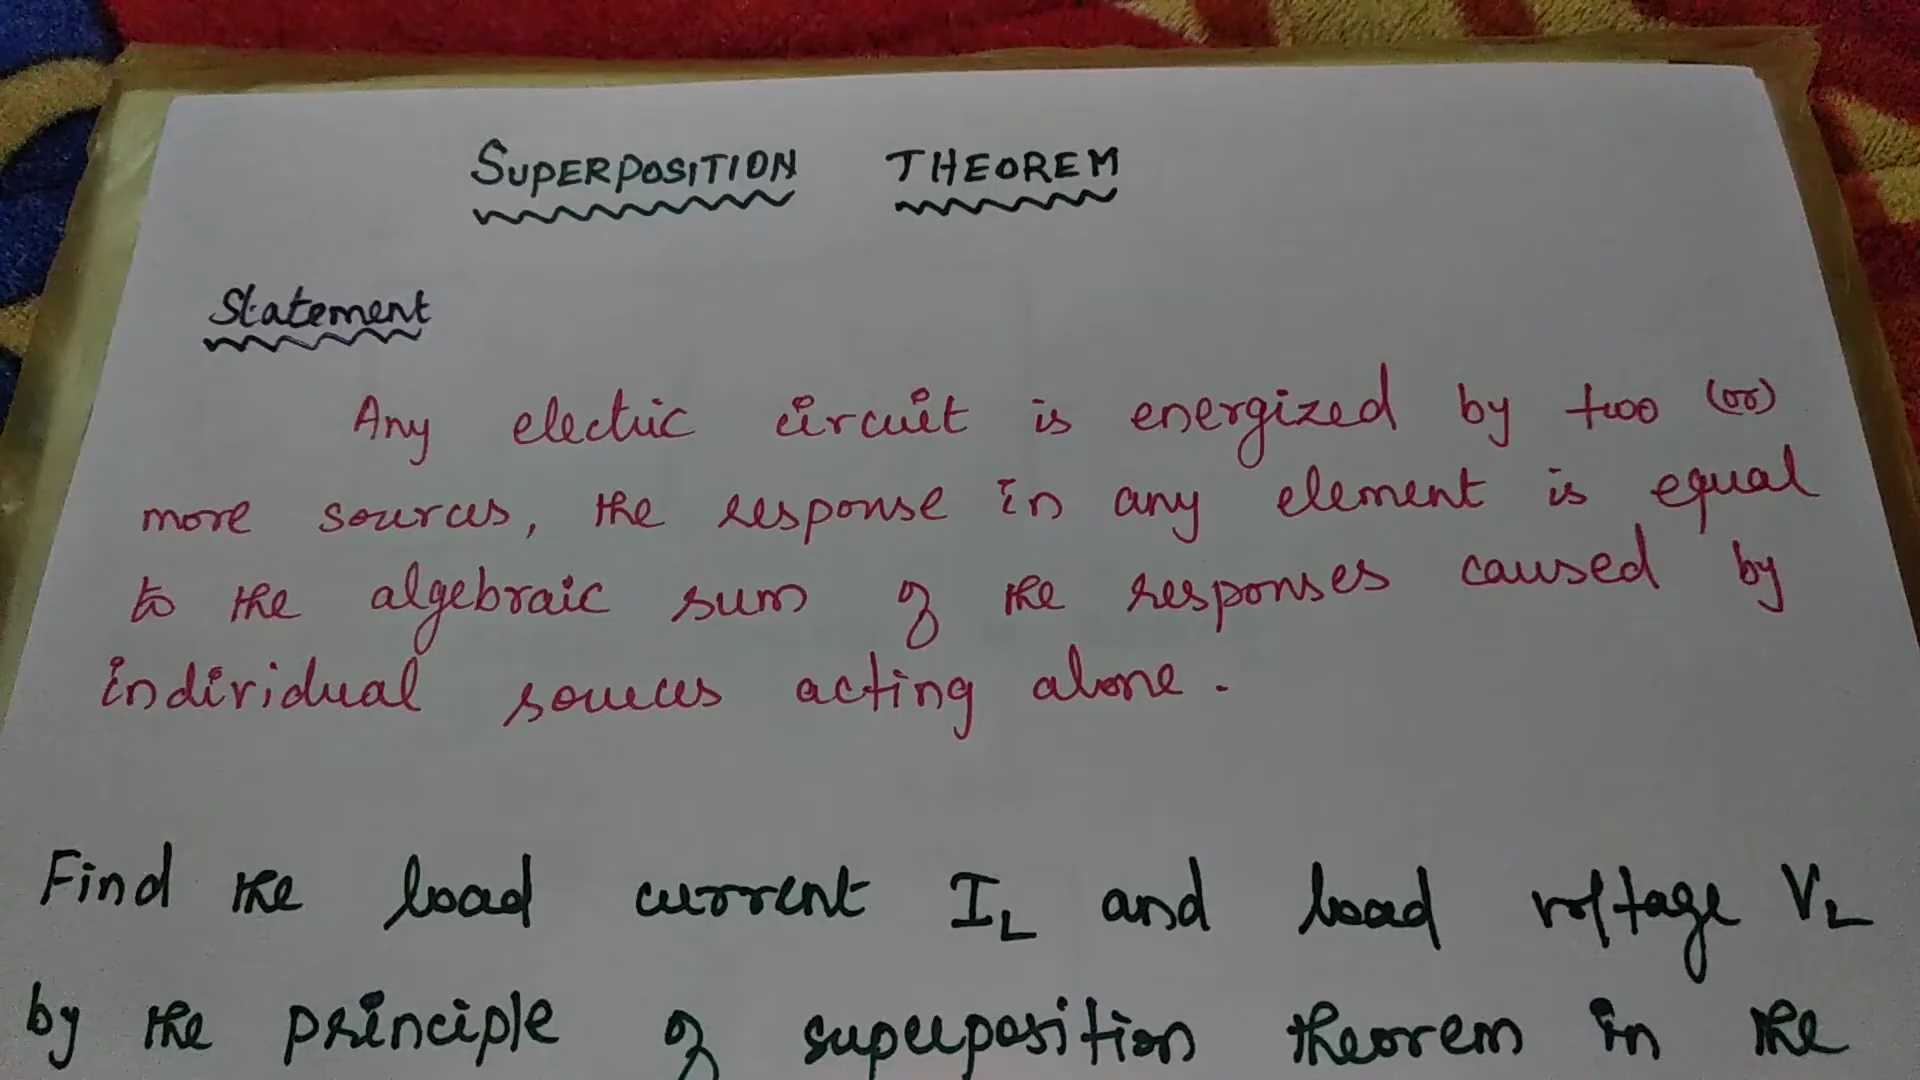 SUPERPOSITION THEOREM
Statement
Any electric circuit is energized by two (or)
more sources, the response in any element is equal
to the algebraic sum of the responses caused by
individual sources acting alone.
Find the load current I_L and load voltage V_L
by the principle of superposition theorem in the